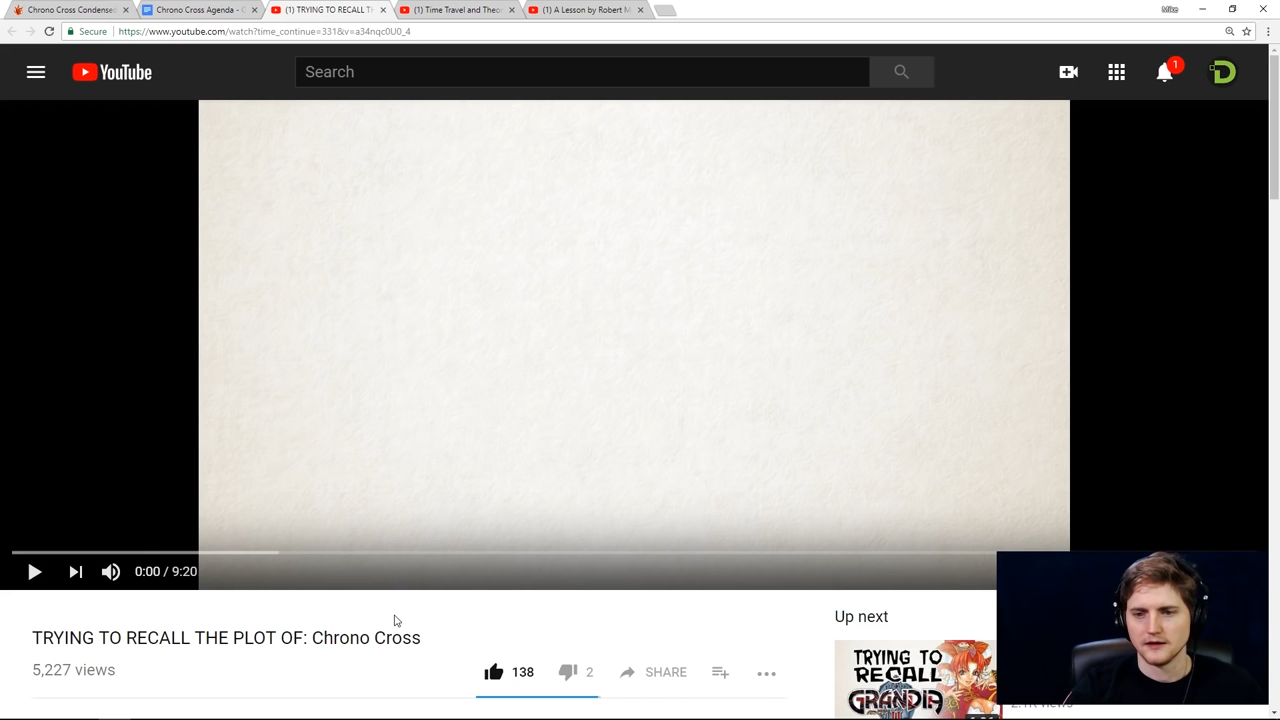 Chrono Cross Condensed
Chrono Cross Agenda - 
(1) TRYING TO RECALL
(1) Time Travel and
(1) A Lesson by Robert
Mike
Secure
https://www.youtube.com/watch?time_continue=331&v=a34nqc0U0_4
YouTube
Search
1
D
0:00 / 9:20
TRYING TO RECALL THE PLOT OF: Chrono Cross
5,227 views
138
2
SHARE
Up next
TRYING TO
RECALL
GRANDIA